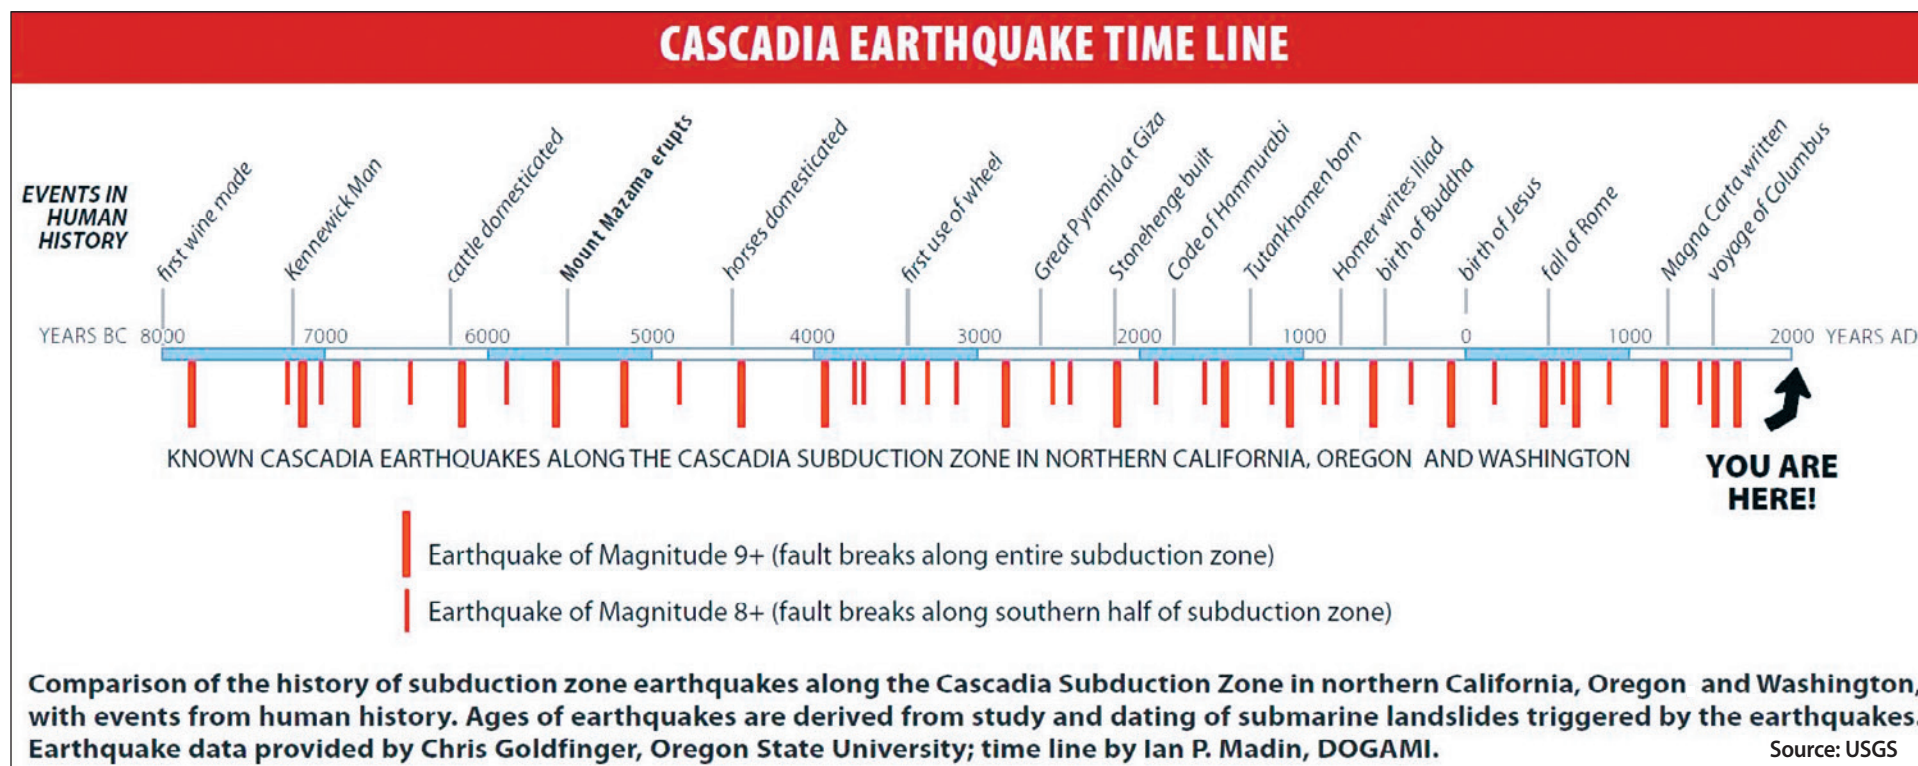 CASCADIA EARTHQUAKE TIME LINE
EVENTS IN
HUMAN
HISTORY
first wine made
Kennewick Man
cattle domesticated
Mount Mazama erupts
horses domesticated
first use of wheel
Great Pyramid at Giza
Stonehenge built
Code of Hammurabi
Tutankhamen born
Homer writes Iliad
birth of Buddha
birth of Jesus
fall of Rome
Magna Carta written
voyage of Columbus
YEARS BC 8000 7000 6000 5000 4000 3000 2000 1000 0 1000 2000 YEARS AD
KNOWN CASCADIA EARTHQUAKES ALONG THE CASCADIA SUBDUCTION ZONE IN NORTHERN CALIFORNIA, OREGON AND WASHINGTON
YOU ARE
HERE!
Earthquake of Magnitude 9+ (fault breaks along entire subduction zone)
Earthquake of Magnitude 8+ (fault breaks along southern half of subduction zone)
Comparison of the history of subduction zone earthquakes along the Cascadia Subduction Zone in northern California, Oregon and Washington,
with events from human history. Ages of earthquakes are derived from study and dating of submarine landslides triggered by the earthquakes.
Earthquake data provided by Chris Goldfinger, Oregon State University; time line by Ian P. Madin, DOGAMI.
Source: USGS